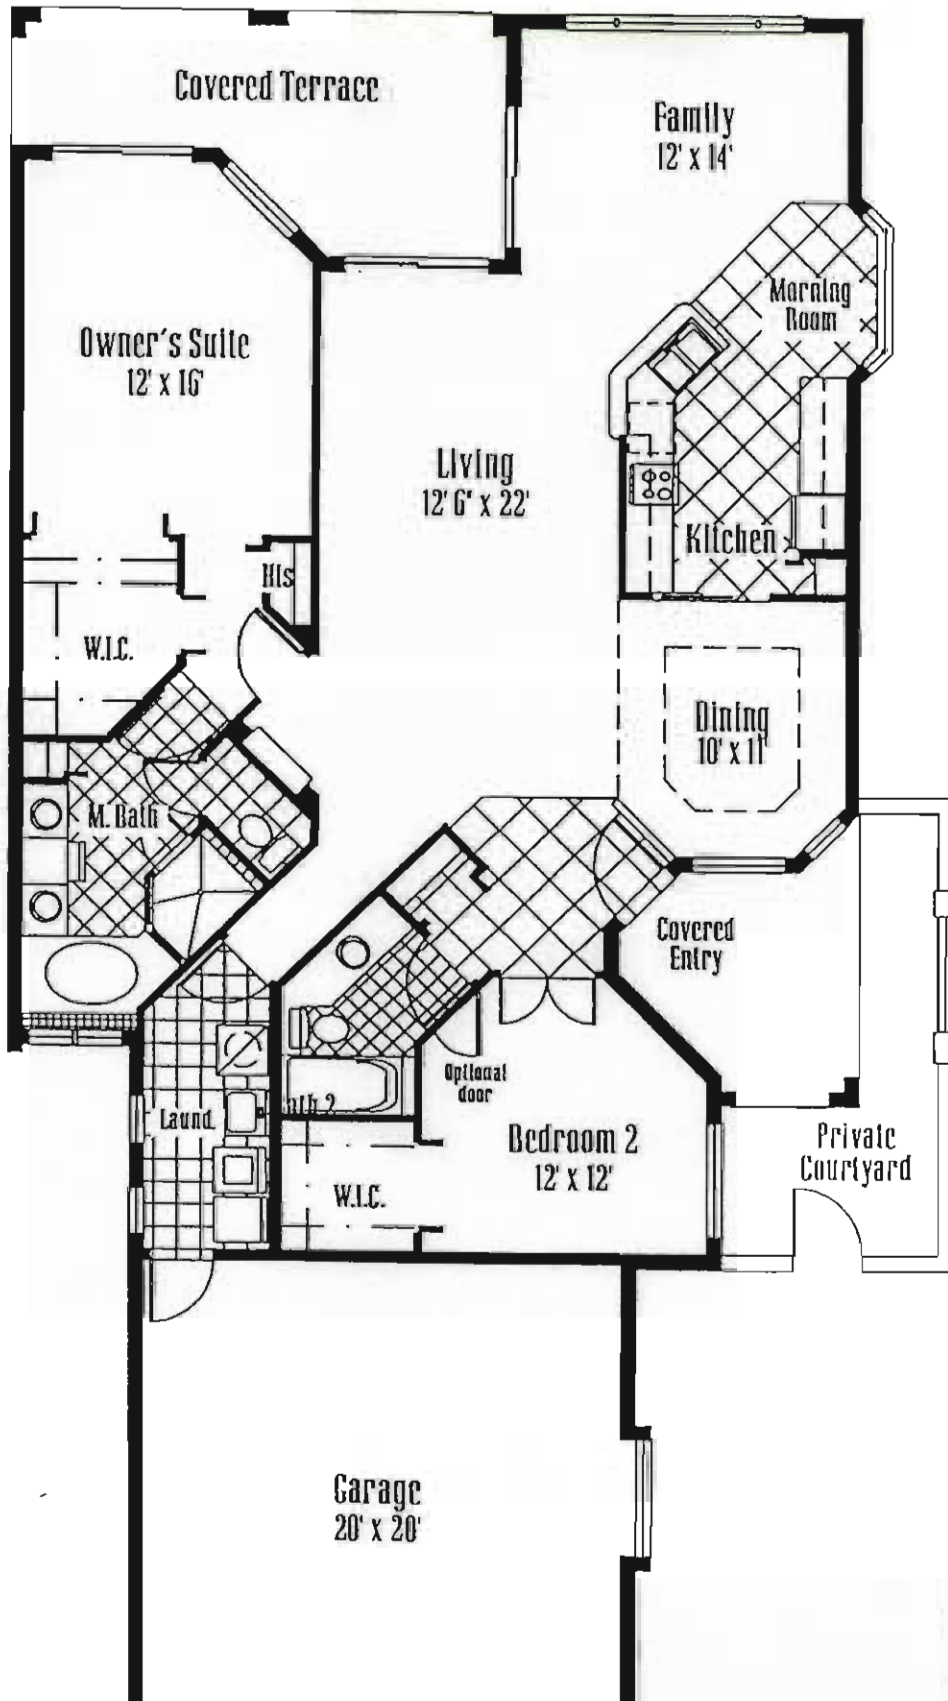 Covered Terrace
Family
12' x 14'
Morning
Room
Owner's Suite
12' x 16'
Living
12' 6" x 22'
Kitchen
Hts
W.I.C.
Dining
10' x 11'
M. Bath
Covered
Entry
Optional
door
Laund.
Bedroom 2
12' x 12'
Private
Courtyard
W.I.C.
Garage
20' x 20'